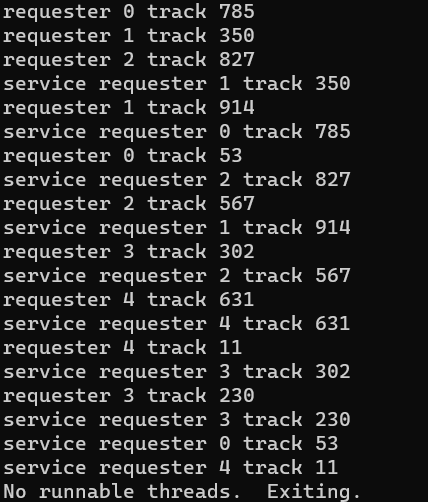 requester 0 track 785
requester 1 track 350
requester 2 track 827
service requester 1 track 350
requester 1 track 914
service requester 0 track 785
requester 0 track 53
service requester 2 track 827
requester 2 track 567
service requester 1 track 914
requester 3 track 302
service requester 2 track 567
requester 4 track 631
service requester 4 track 631
requester 4 track 11
service requester 3 track 302
requester 3 track 230
service requester 3 track 230
service requester 0 track 53
service requester 4 track 11
No runnable threads.  Exiting.